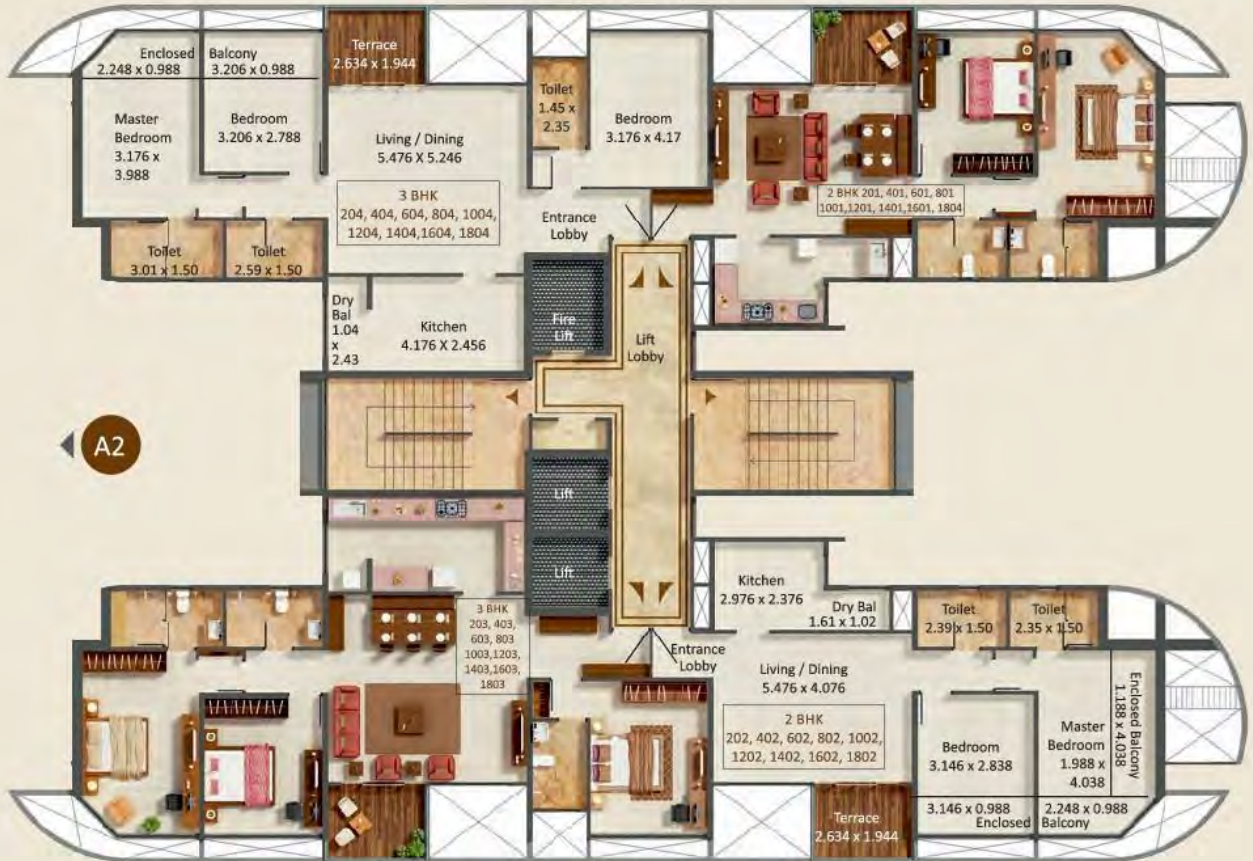 Enclosed Balcony
2.248 x 0.988 3.206 x 0.988
Master
Bedroom
3.176 x
3.988
Bedroom
3.206 x 2.788
Terrace
2.634 x 1.944
Living / Dining
5.476 X 5.246
3 BHK
204, 404, 604, 804, 1004,
1204, 1404,1604, 1804
Toilet
1.45 x
2.35
Bedroom
3.176 x 4.17
2 BHK 201, 401, 601, 801
1001,1201, 1401,1601, 1804
Entrance
Lobby
Toilet
3.01 x 1.50
Toilet
2.59 x 1.50
Dry
Bal
1.04
x
2.43
Kitchen
4.176 X 2.456
Fire
Lift
Lift
Lobby
A2
Lift
Lift
3 BHK
203, 403,
603, 803
1003,1203,
1403,1603,
1803
Kitchen
2.976 x 2.376
Dry Bal
1.61 x 1.02
Toilet
2.39 x 1.50
Toilet
2.35 x 1.50
Entrance
Lobby
Living / Dining
5.476 x 4.076
2 BHK
202, 402, 602, 802, 1002,
1202, 1402, 1602, 1802
Bedroom
3.146 x 2.838
Master
Bedroom
1.988 x
4.038
Enclosed Balcony
1.188 x 4.038
Terrace
2.634 x 1.944
3.146 x 0.988 2.248 x 0.988
Enclosed Balcony